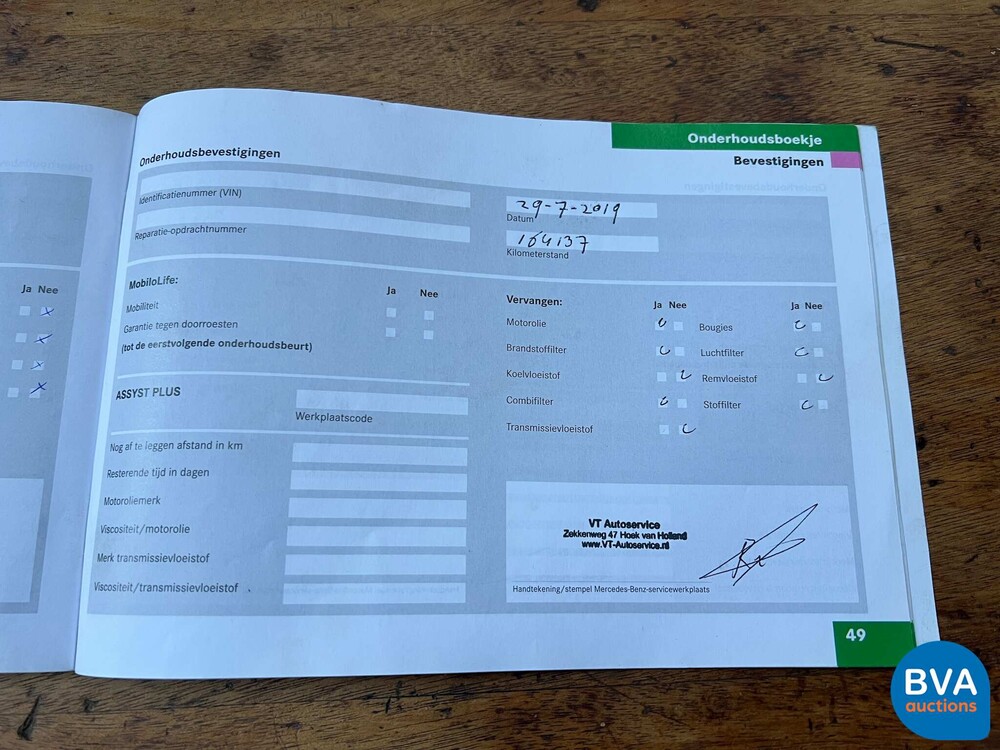 Onderhoudsboekje
Bevestigingen
Onderhoudsbevestigingen
Identificatienummer (VIN)
Reparatie-opdrachtnummer
29-7-2019
Datum
164137
Kilometerstand
Ja Nee
MobiloLife:
Ja Nee
Mobiliteit
Garantie tegen doorroesten
(tot de eerstvolgende onderhoudsbeurt)
ASSYST PLUS
Werkplaatscode
Nog af te leggen afstand in km
Resterende tijd in dagen
Motoroliemerk
Viscositeit/motorolie
Merk transmissievloeistof
Viscositeit/transmissievloeistof
Vervangen:
Ja Nee
Ja Nee
Motorolie
Bougies
Brandstoffilter
Luchtfilter
Koelvloeistof
Remvloeistof
Combifilter
Stoffilter
Transmissievloeistof
VT Autoservice
Zekkenweg 47 Hoek van Holland
www.VT-Autoservice.nl
Handtekening/stempel Mercedes-Benz-servicewerkplaats
49
BVA
auctions